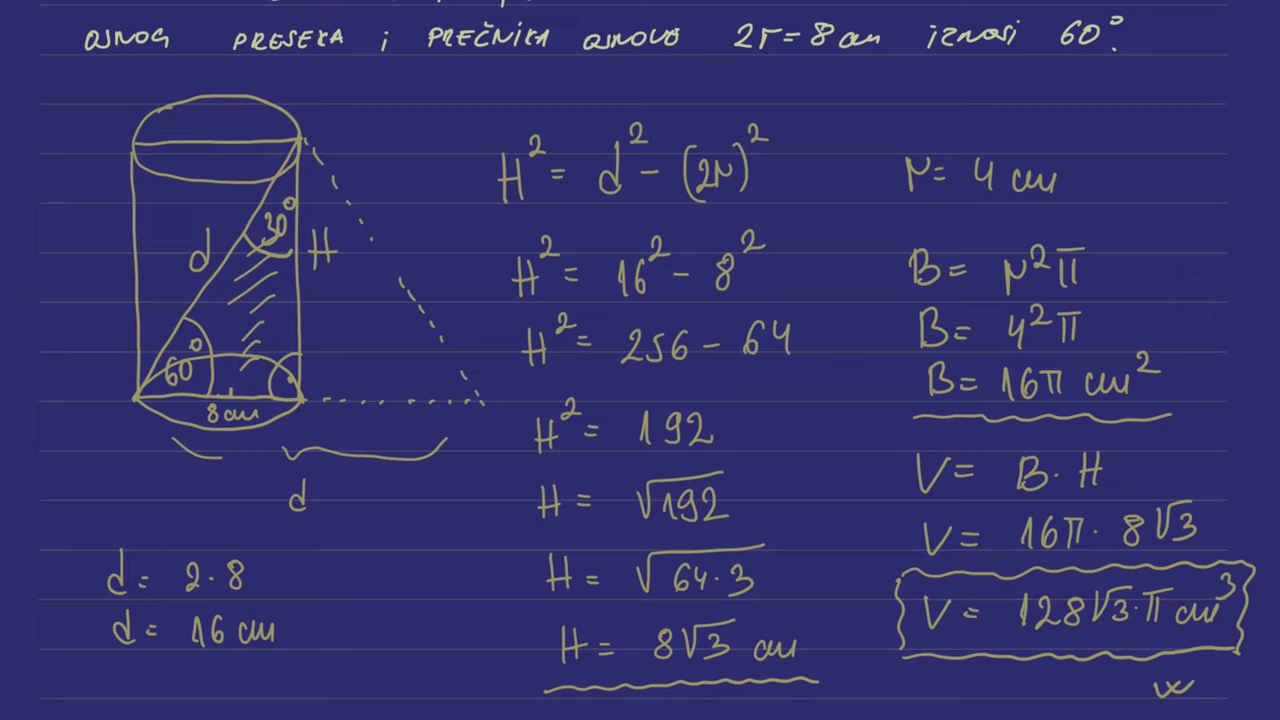 OSNOG PRESEKA i PREČNIKA OSNOVE 2r = 8 cm iznosi 60°.
30°
d
H
60°
8 cm
d
d = 2 · 8
d = 16 cm
H² = d² - (2r)²
H² = 16² - 8²
H² = 256 - 64
H² = 192
H = √192
H = √64·3
H = 8√3 cm
r = 4 cm
B = r²π
B = 4²π
B = 16π cm²
V = B · H
V = 16π · 8√3
V = 128√3·π cm³